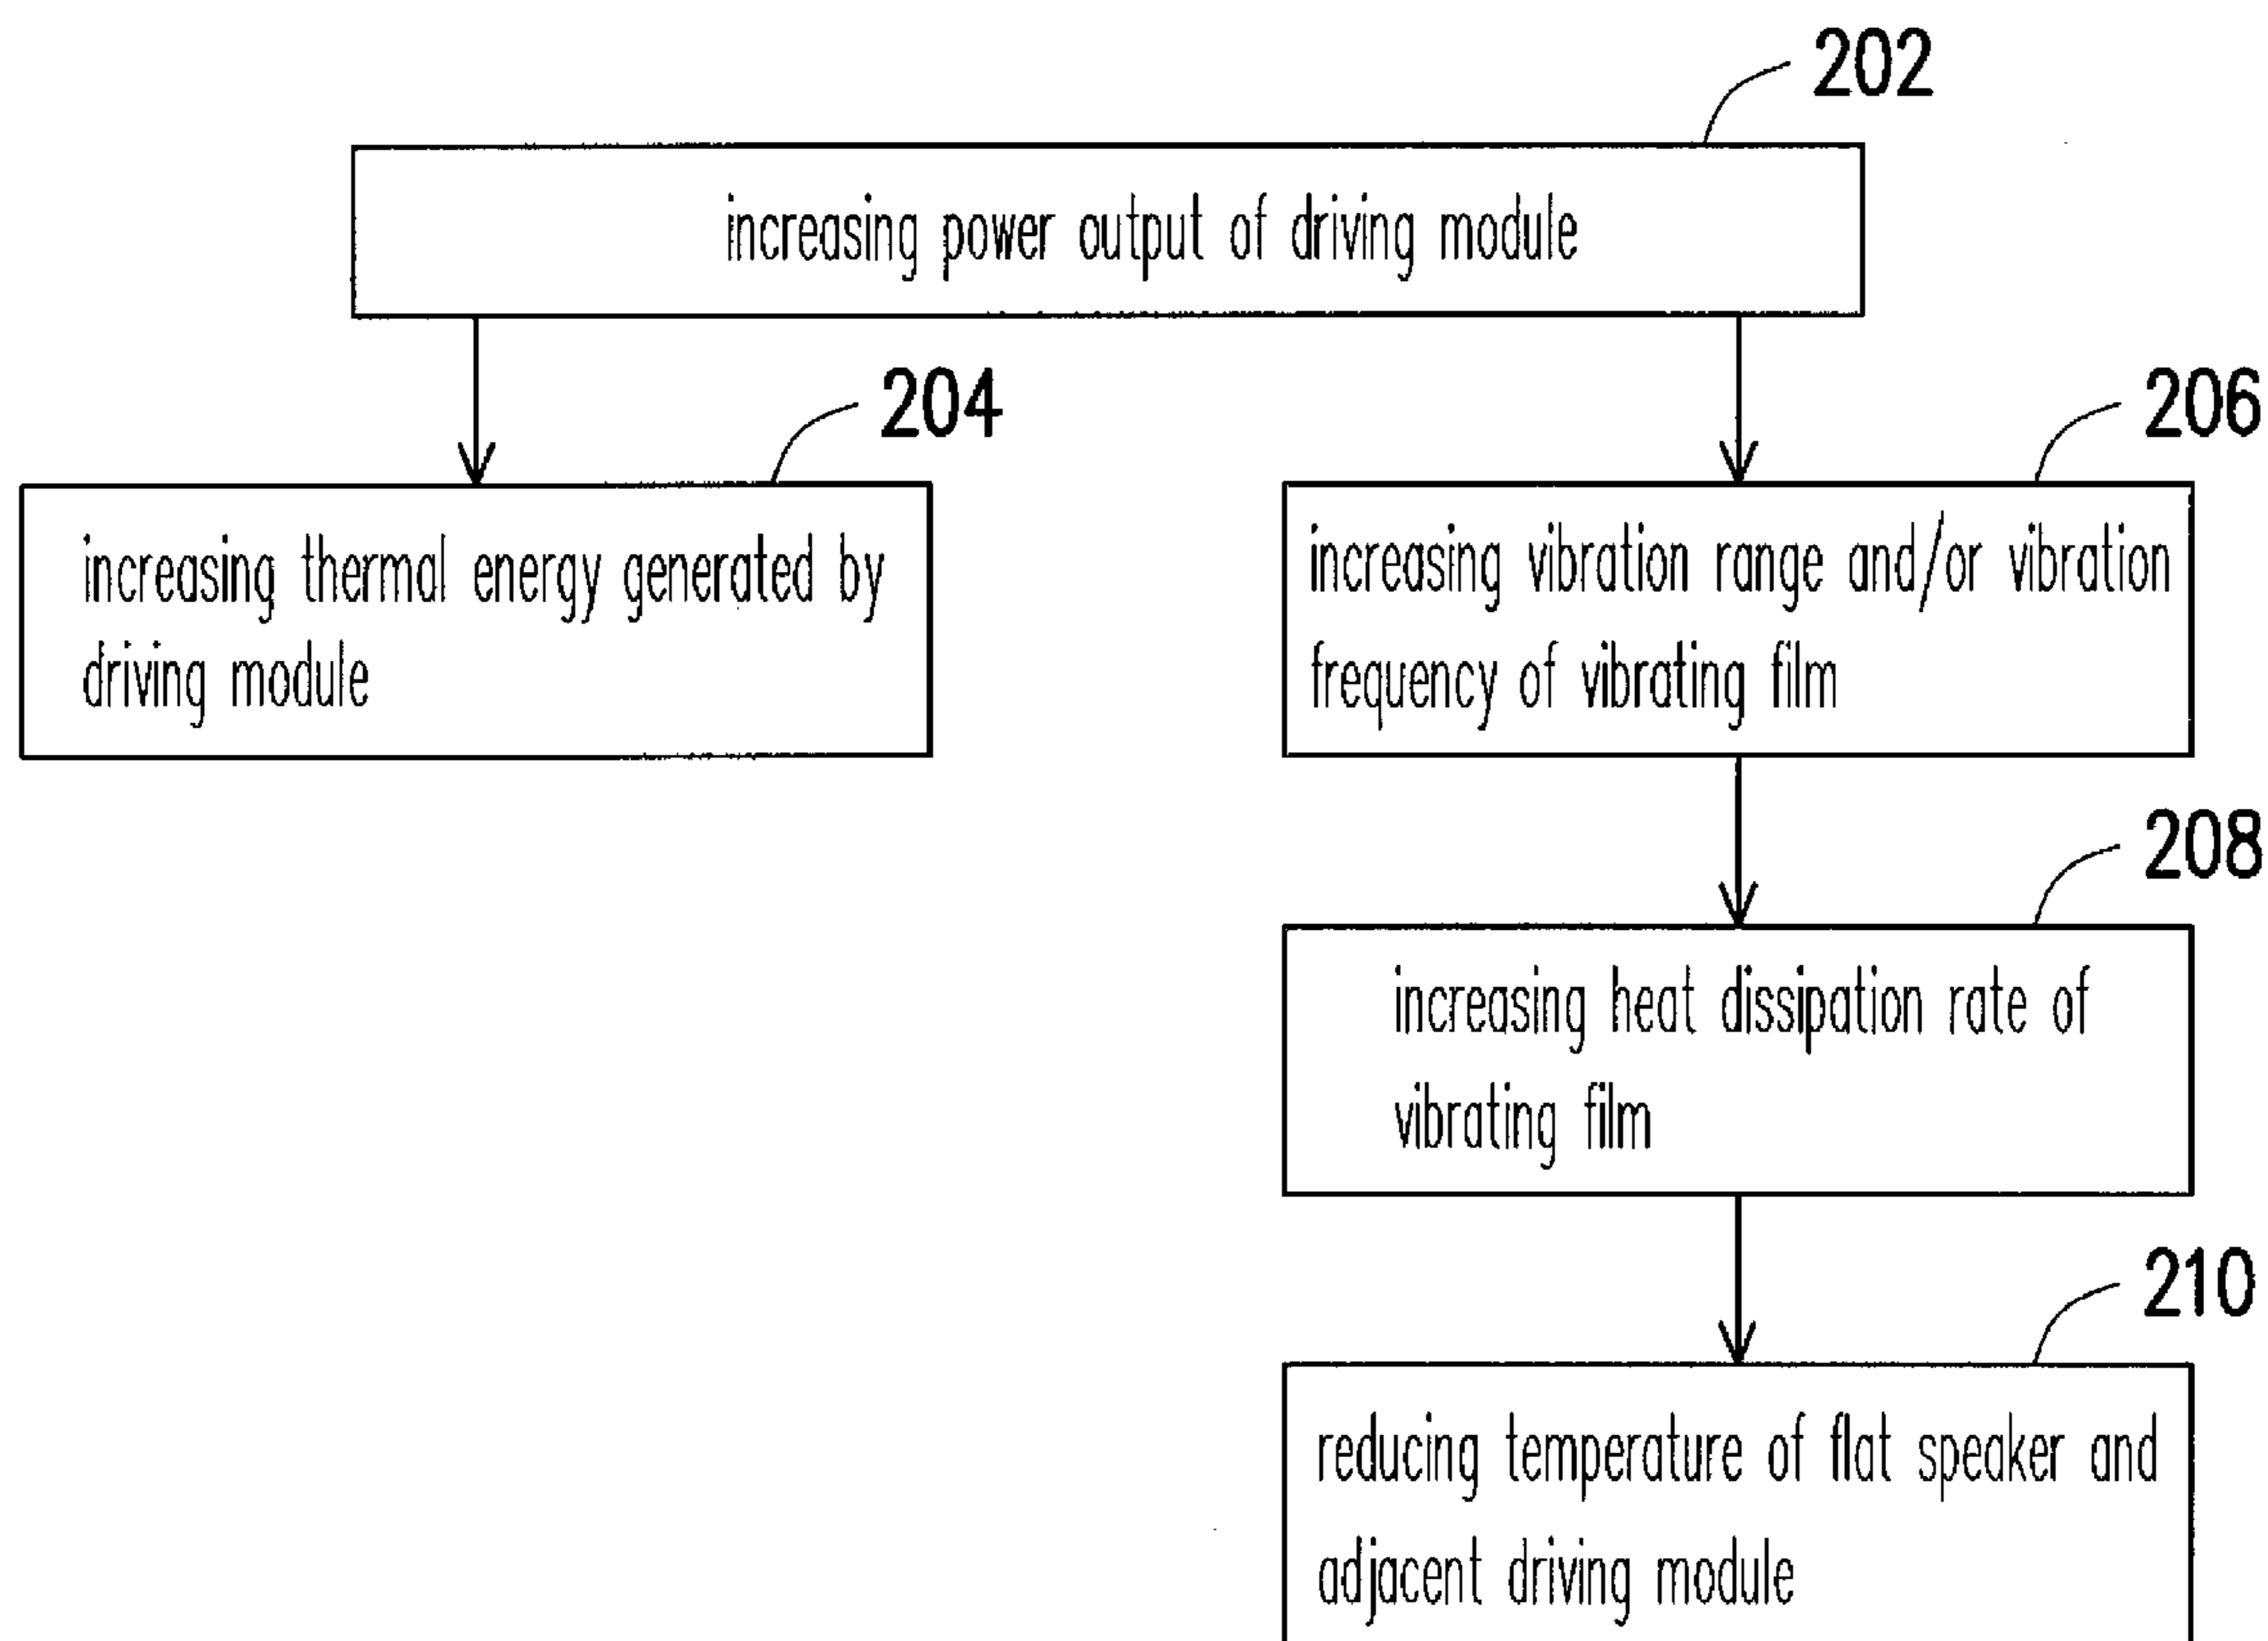 202
increasing power output of driving module
204
increasing thermal energy generated by
driving module
206
increasing vibration range and/or vibration
frequency of vibrating film
208
increasing heat dissipation rate of
vibrating film
210
reducing temperature of flat speaker and
adjacent driving module